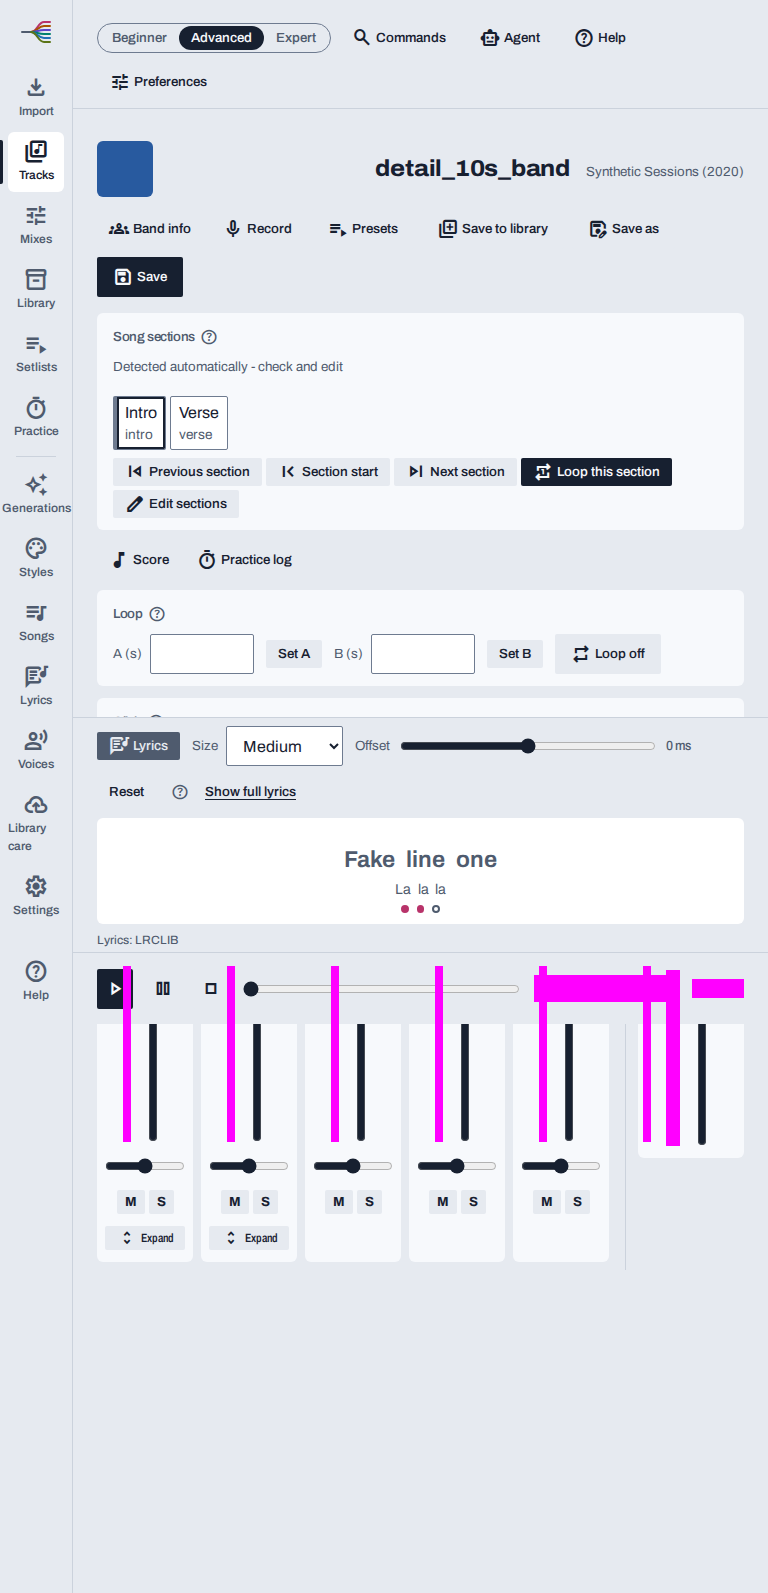 Beginner Advanced Expert Commands Agent Help
Preferences
Import
Tracks
Mixes
Library
Setlists
Practice
Generations
Styles
Songs
Lyrics
Voices
Library care
Settings
Help
detail_10s_band Synthetic Sessions (2020)
Band info Record Presets Save to library Save as
Save
Song sections
Detected automatically - check and edit
Intro Verse
intro verse
Previous section Section start Next section Loop this section
Edit sections
Score Practice log
Loop
A (s) Set A B (s) Set B Loop off
Lyrics Size Medium Offset 0 ms
Reset Show full lyrics
Fake line one
La la la
Lyrics: LRCLIB
M S M S M S M S M S
Expand Expand